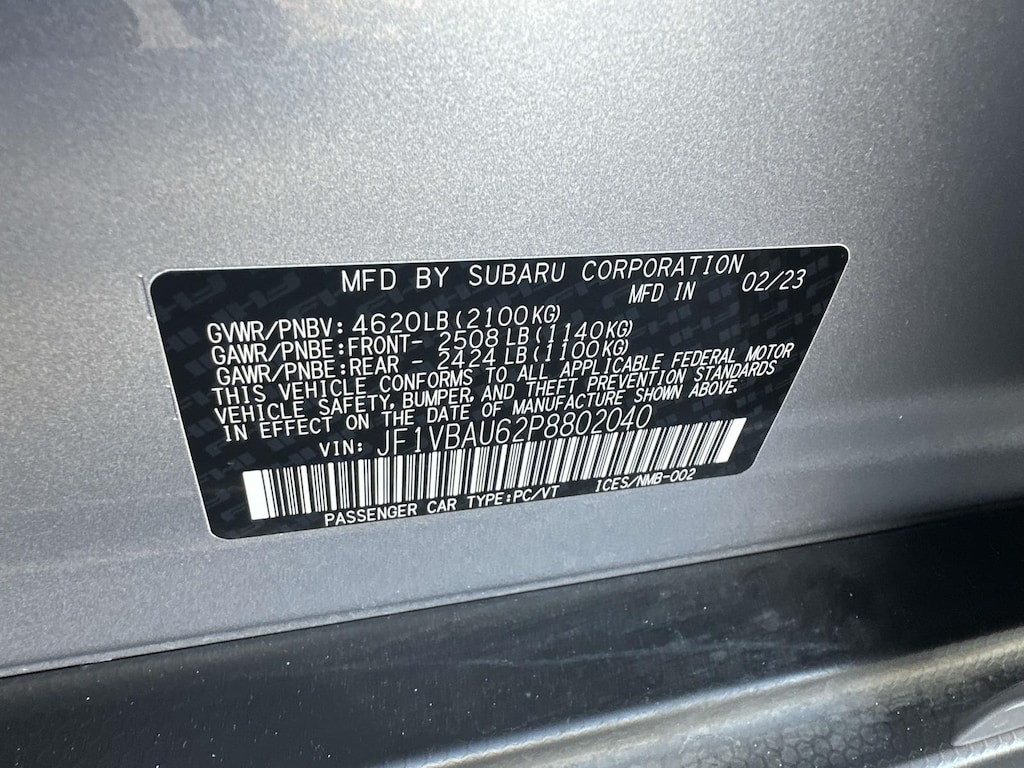 MFD BY SUBARU CORPORATION
MFD IN 02/23
GVWR/PNBV: 4620LB(2100KG)
GAWR/PNBE:FRONT- 2508LB(1140KG)
GAWR/PNBE:REAR - 2424LB(1100KG)
THIS VEHICLE CONFORMS TO ALL APPLICABLE FEDERAL MOTOR
VEHICLE SAFETY, BUMPER, AND THEFT PREVENTION STANDARDS
IN EFFECT ON THE DATE OF MANUFACTURE SHOWN ABOVE.
VIN: JF1VBAU62P8802040
PASSENGER CAR TYPE:PC/VT ICES/NMB-002